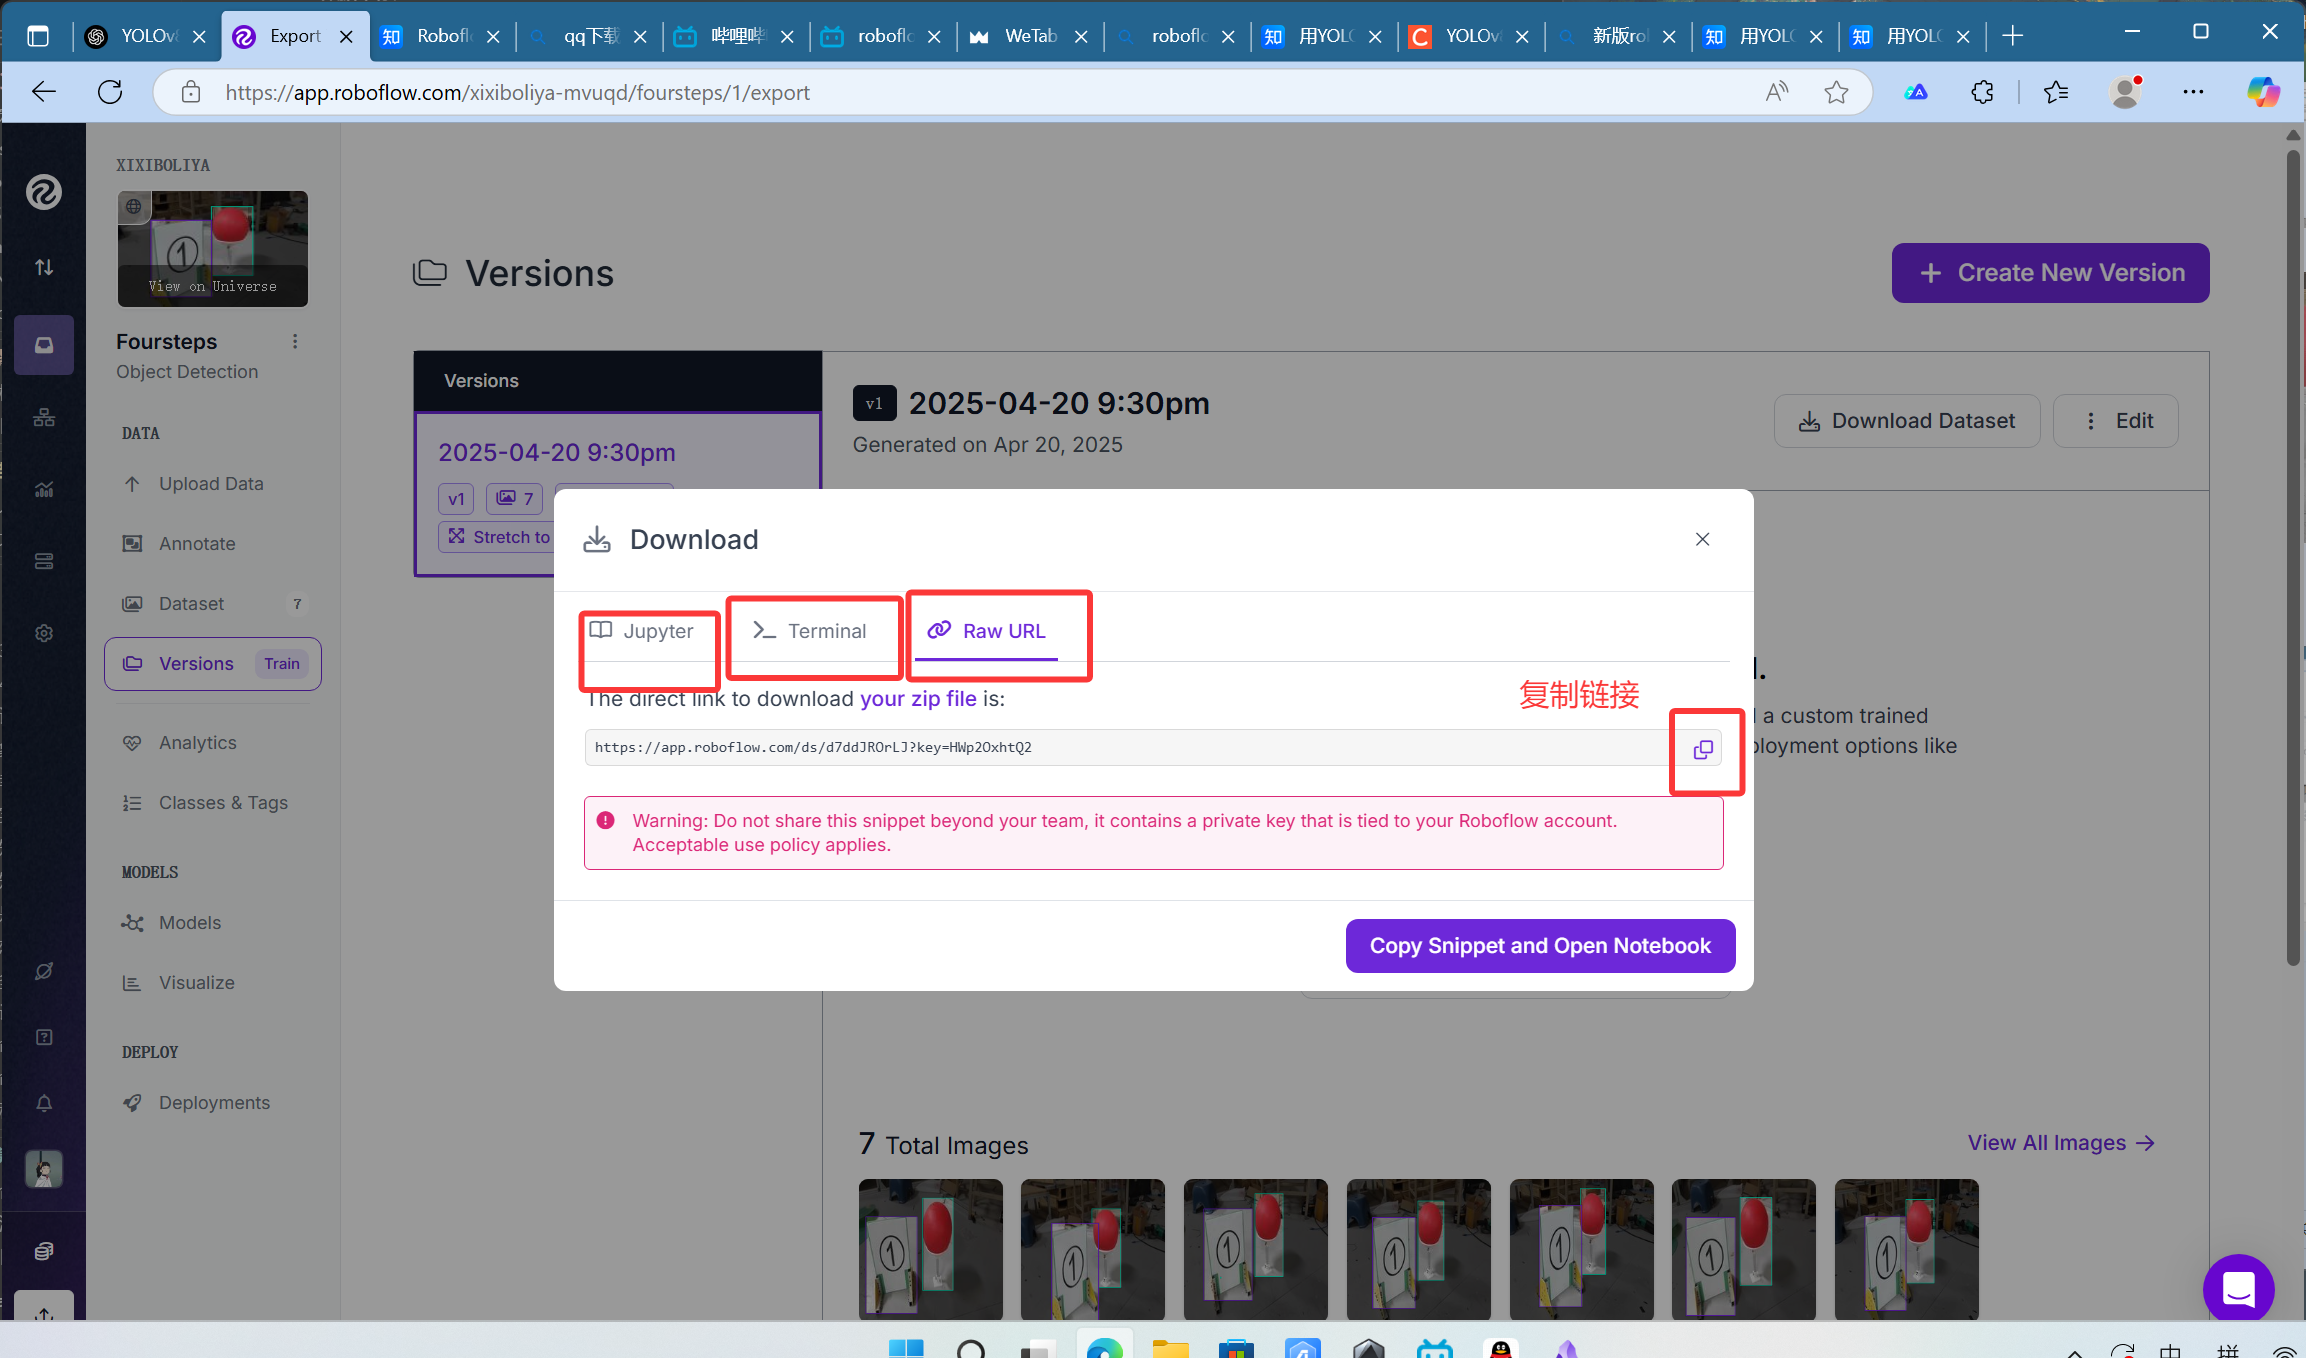 YOLOv
Export
Robofl
qq下载
哔哩哔
roboflo
WeTab
roboflo
用YOL
YOLOv
新版ro
用YOL
用YOL
https://app.roboflow.com/xixiboliya-mvuqd/foursteps/1/export
XIXIBOLIYA
View on Universe
Foursteps
Object Detection
DATA
Upload Data
Annotate
Dataset 7
Versions Train
Analytics
Classes & Tags
MODELS
Models
Visualize
DEPLOY
Deployments
Versions
+ Create New Version
Versions
2025-04-20 9:30pm
v1 7
Stretch to
v1 2025-04-20 9:30pm
Generated on Apr 20, 2025
Download Dataset
Edit
Download
Jupyter
Terminal
Raw URL
The direct link to download your zip file is:
复制链接
https://app.roboflow.com/ds/d7ddJROrLJ?key=HWp2OxhtQ2
Warning: Do not share this snippet beyond your team, it contains a private key that is tied to your Roboflow account.
Acceptable use policy applies.
Copy Snippet and Open Notebook
a custom trained
ployment options like
7 Total Images
View All Images →
中
拼